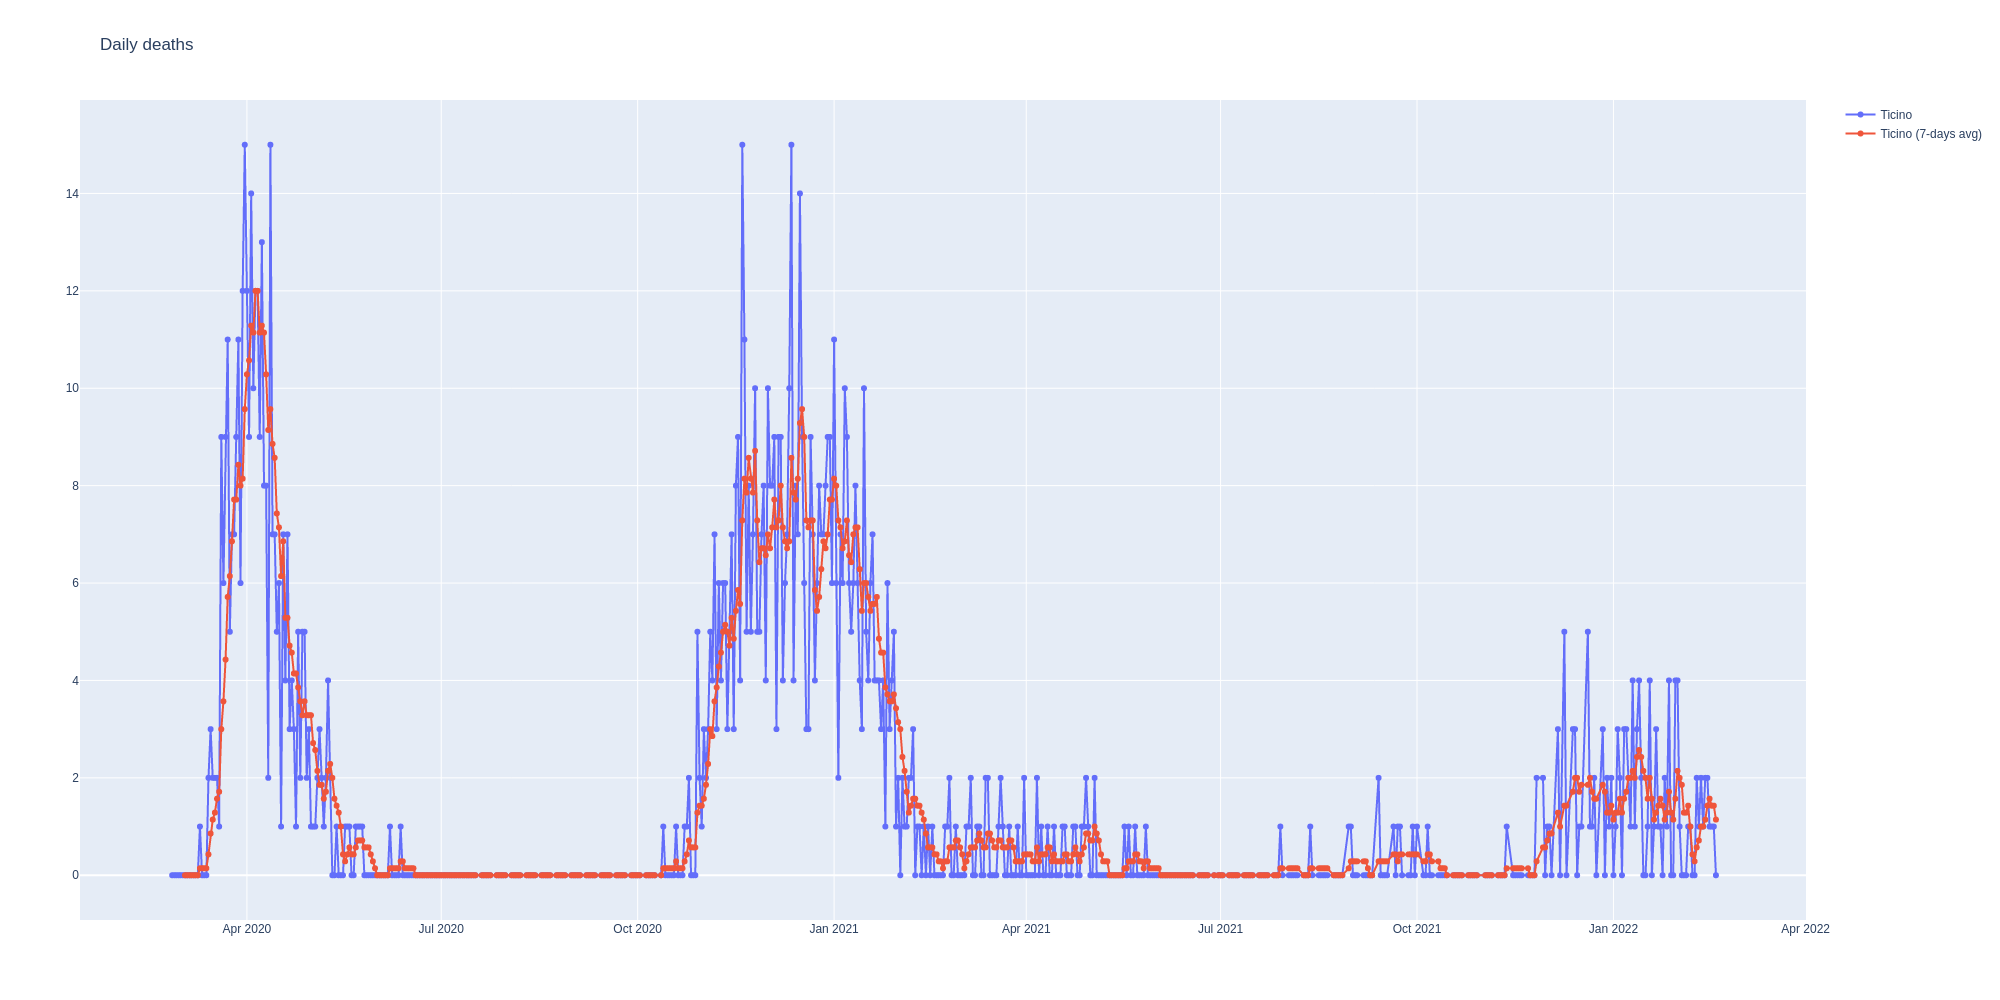 Daily deaths
Ticino
Ticino (7-days avg)
14
12
10
8
6
4
2
0
Apr 2020
Jul 2020
Oct 2020
Jan 2021
Apr 2021
Jul 2021
Oct 2021
Jan 2022
Apr 2022